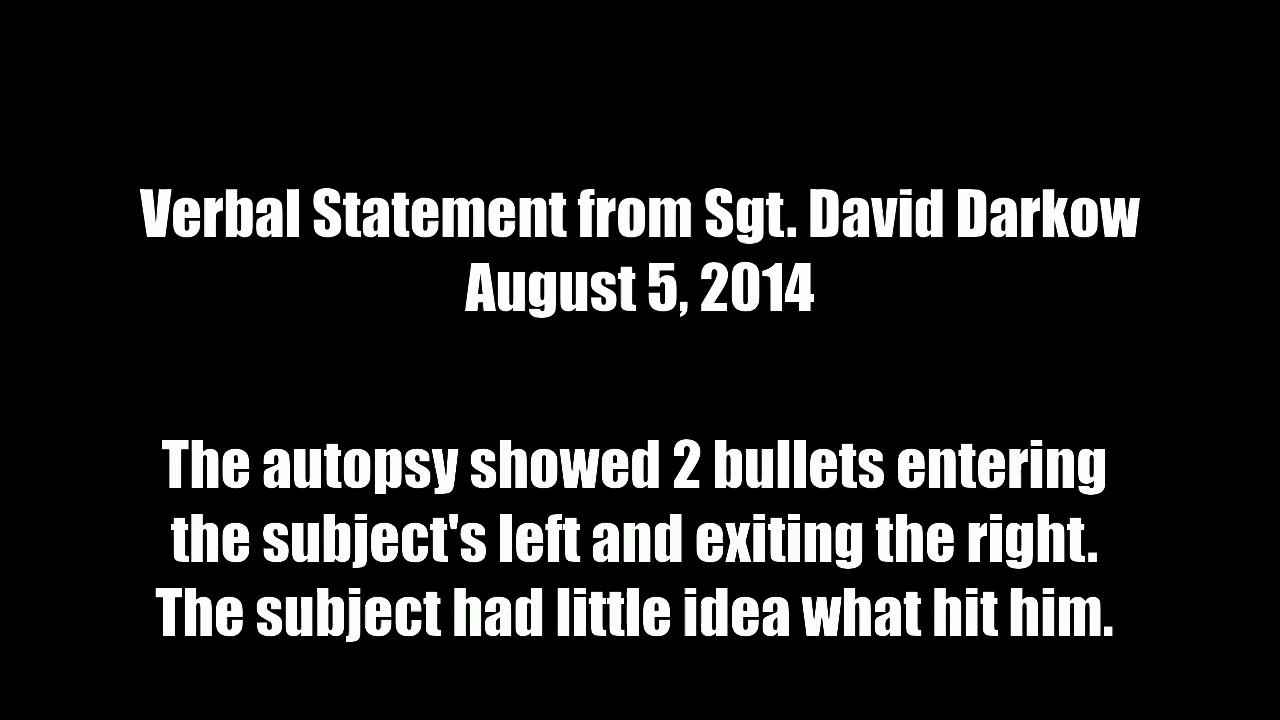 Verbal Statement from Sgt. David Darkow
August 5, 2014
The autopsy showed 2 bullets entering
the subject's left and exiting the right.
The subject had little idea what hit him.